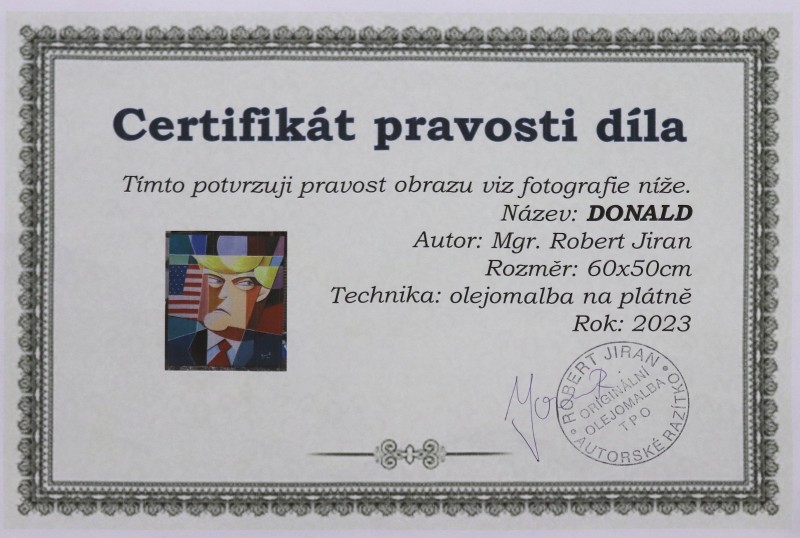 Certifikát pravosti díla
Tímto potvrzuji pravost obrazu viz fotografie níže.
Název: DONALD
Autor: Mgr. Robert Jiran
Rozměr: 60x50cm
Technika: olejomalba na plátně
Rok: 2023
ROBERT JIRAN
ORIGINÁLNÍ
OLEJOMALBA
TPO
AUTORSKÉ RAZÍTKO